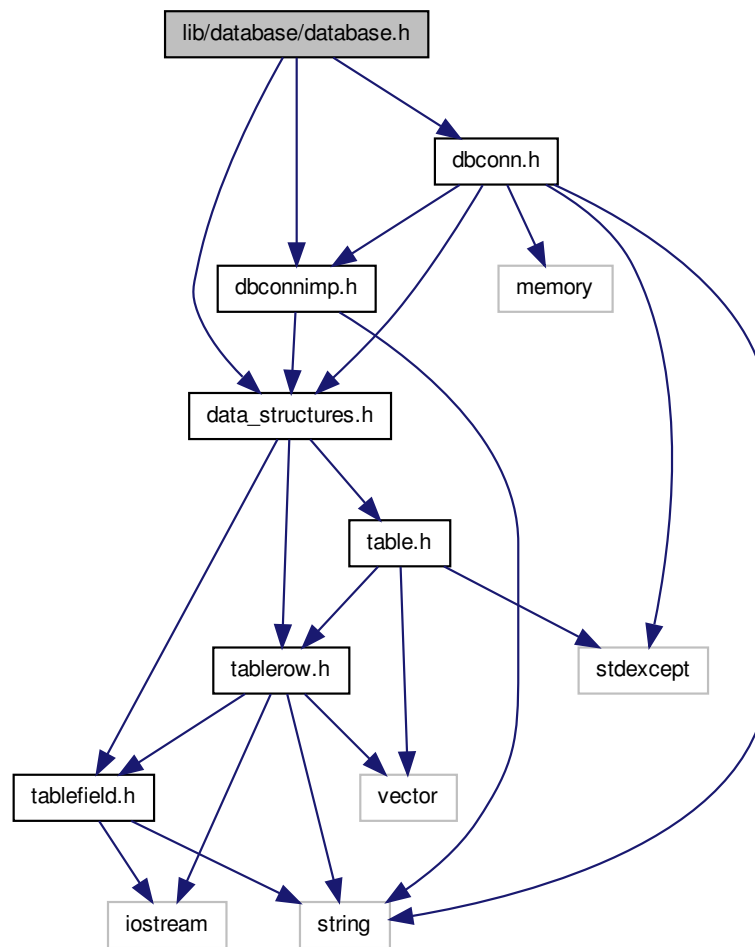 lib/database/database.h
dbconn.h
dbconnimp.h
memory
data_structures.h
table.h
tablerow.h
stdexcept
tablefield.h
vector
iostream
string